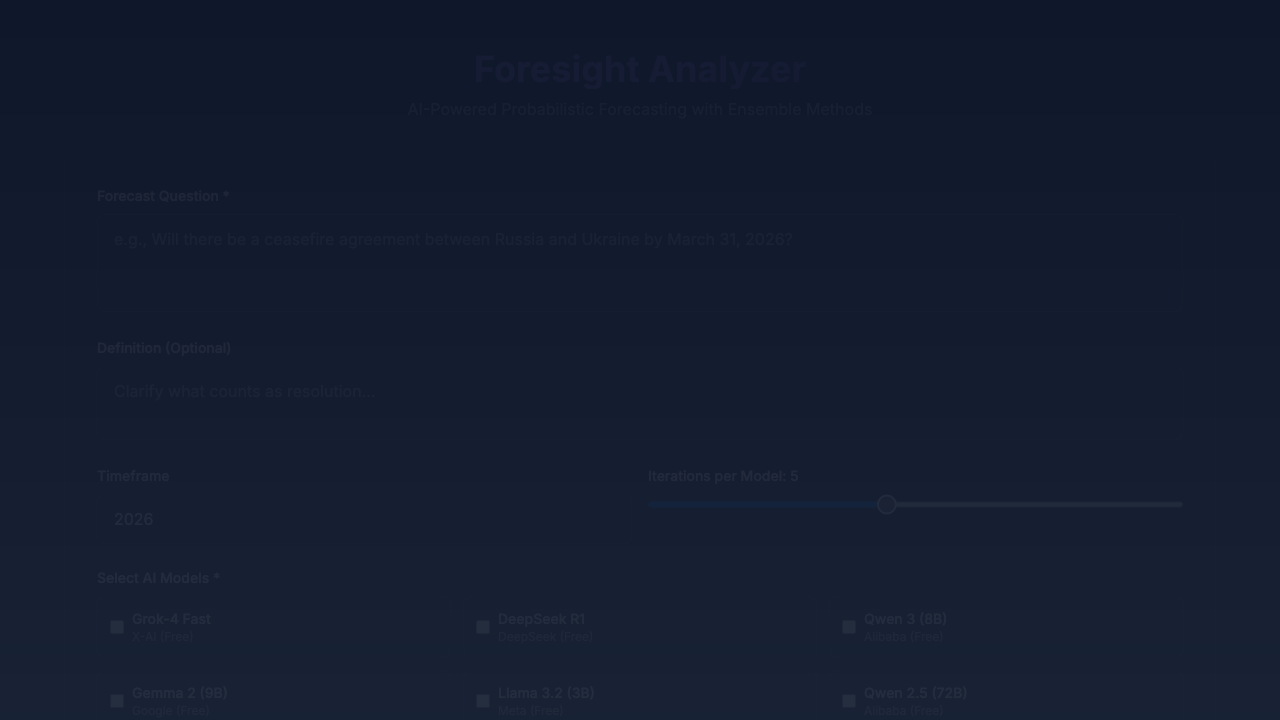 Foresight Analyzer
AI-Powered Probabilistic Forecasting with Ensemble Methods
Forecast Question *
e.g., Will there be a ceasefire agreement between Russia and Ukraine by March 31, 2026?
Definition (Optional)
Clarify what counts as resolution...
Timeframe
Iterations per Model: 5
2026
Select AI Models *
Grok-4 Fast
X-AI (Free)
DeepSeek R1
DeepSeek (Free)
Qwen 3 (8B)
Alibaba (Free)
Gemma 2 (9B)
Google (Free)
Llama 3.2 (3B)
Meta (Free)
Qwen 2.5 (72B)
Alibaba (Free)